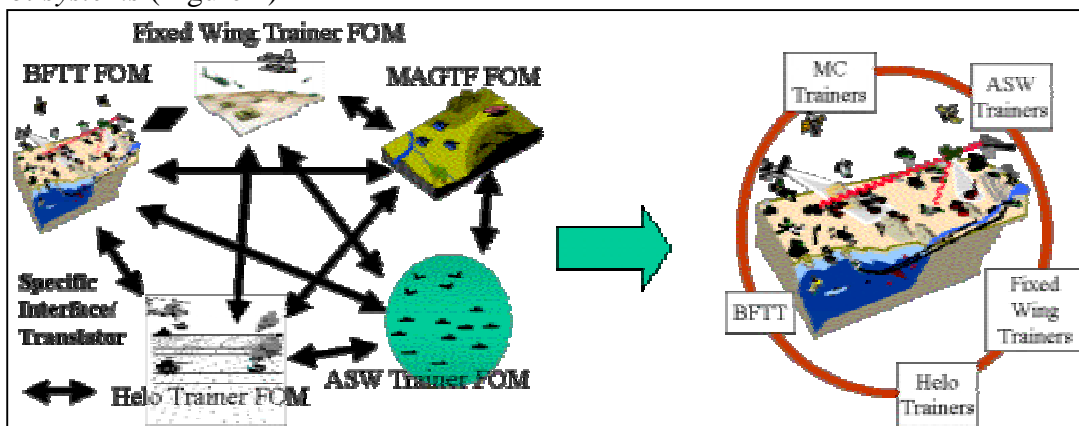 Fixed Wing Trainer FOM
BFTT FOM
MAGTF FOM
Specific
Interface/
Translator
Helo Trainer FOM
ASW Trainer FOM
MC
Trainers
ASW
Trainers
BFTT
Fixed
Wing
Trainers
Helo
Trainers